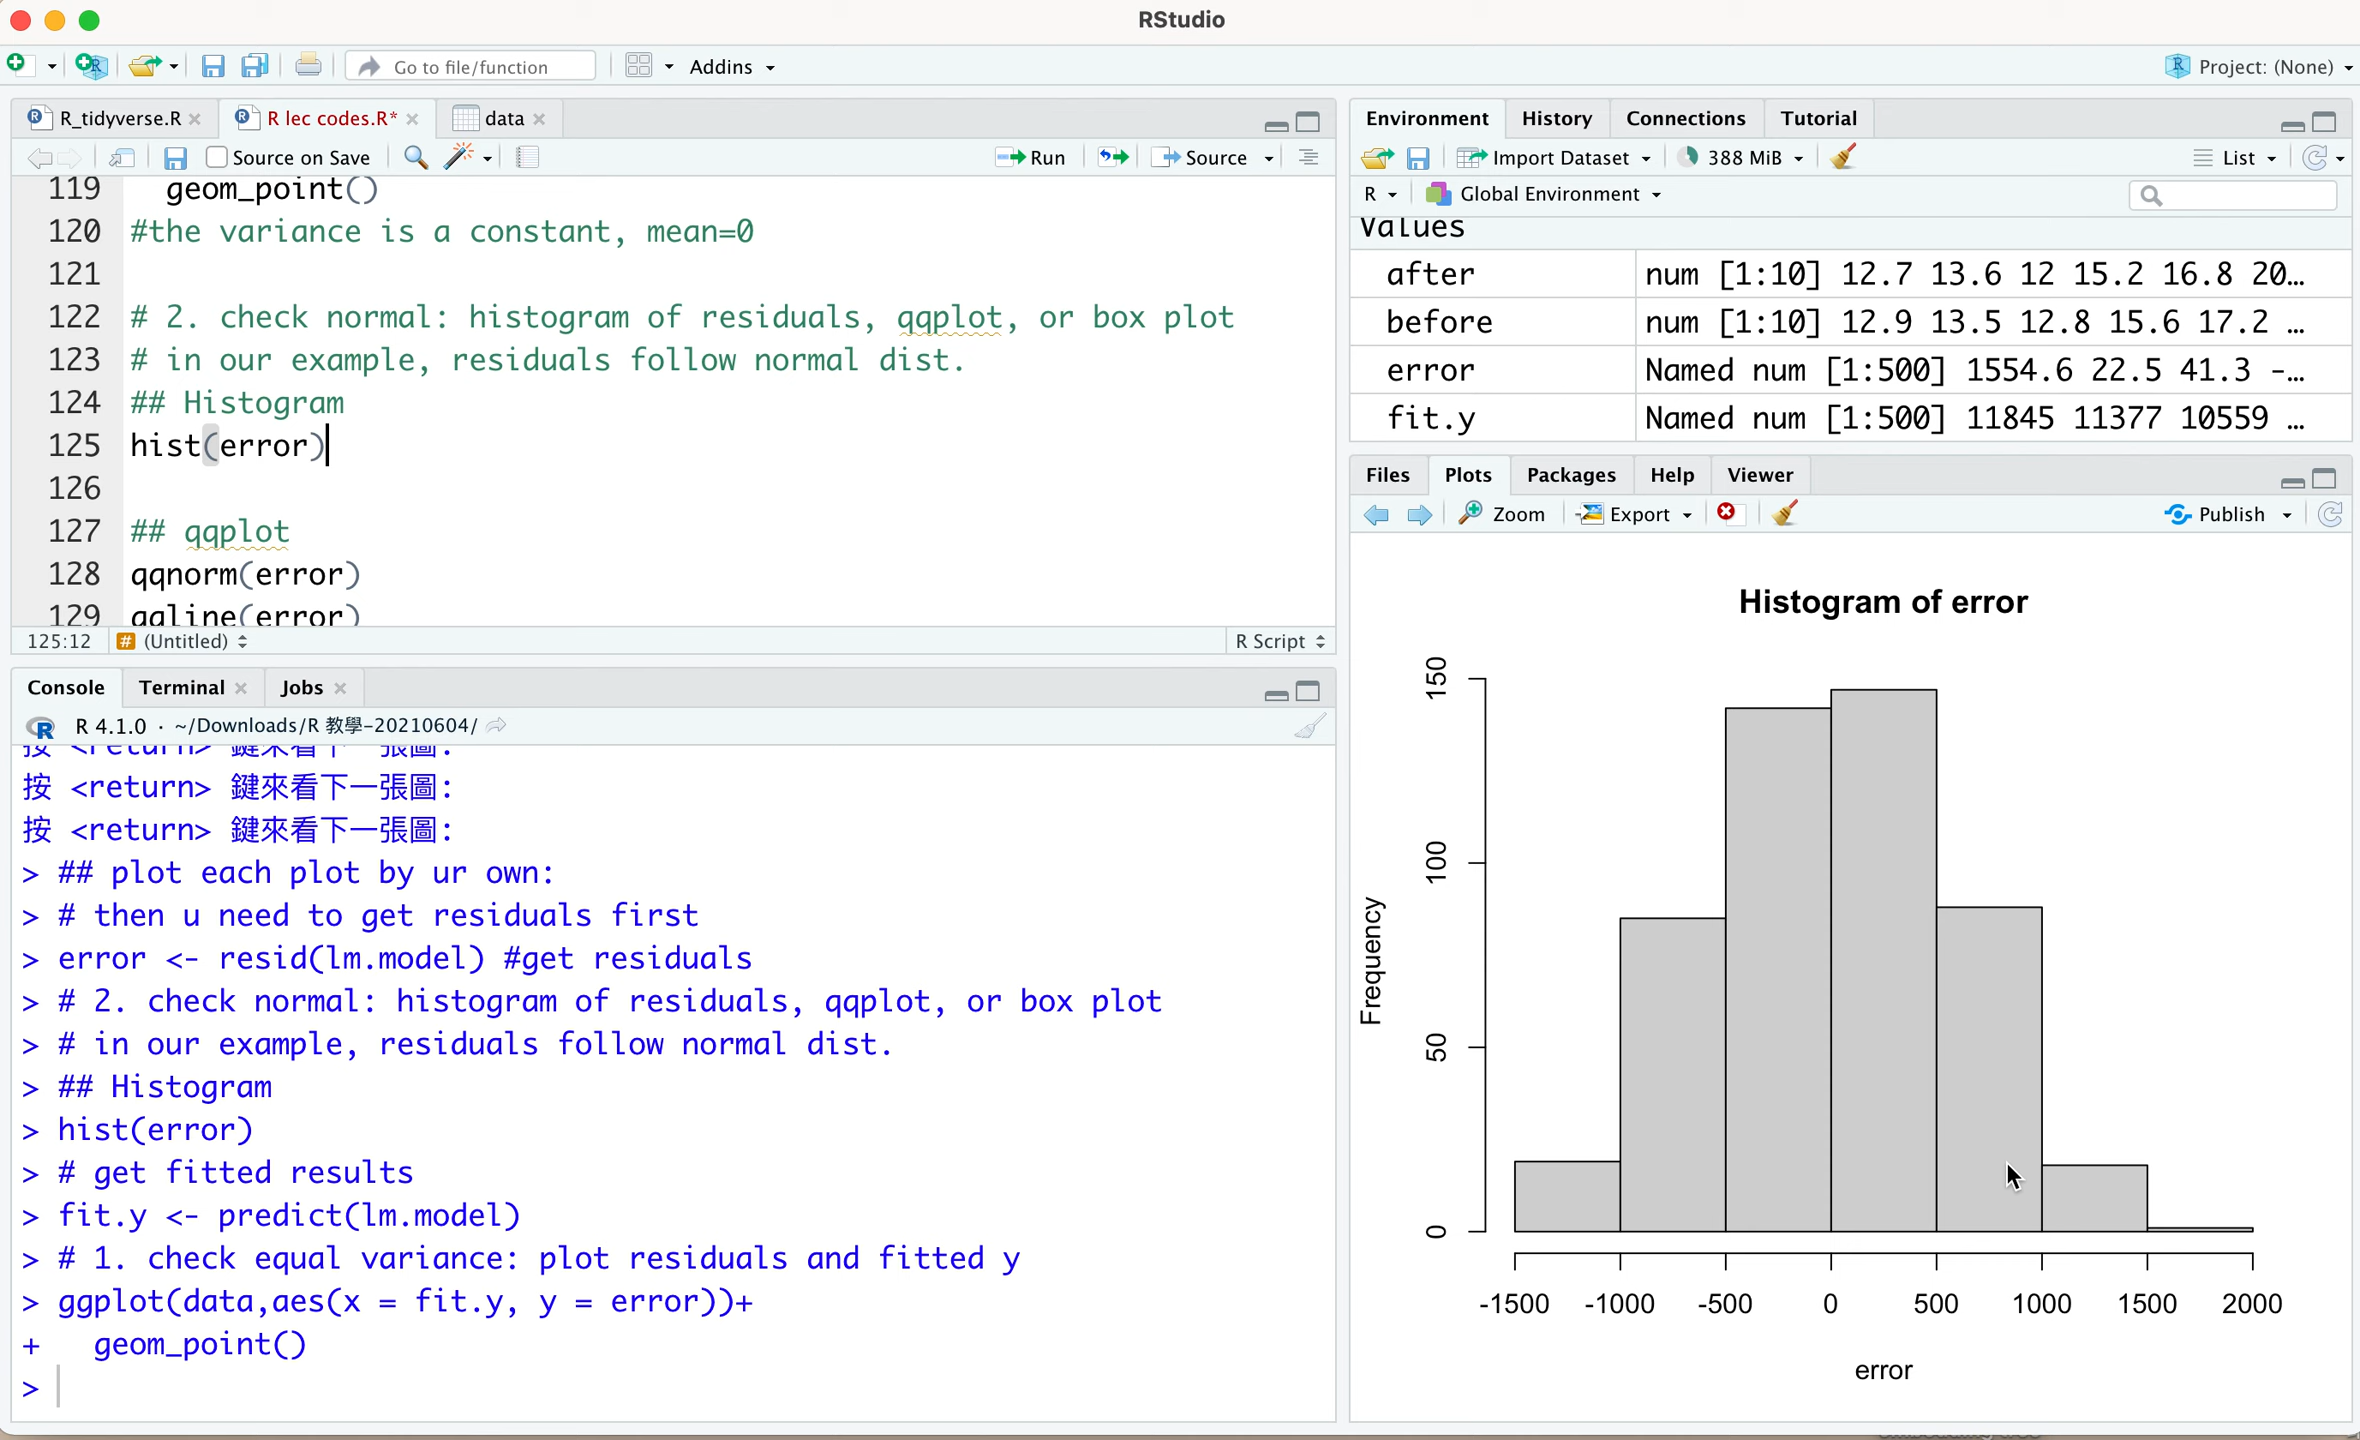 RStudio
Go to file/function
Addins
Project: (None)
R_tidyverse.R
R lec codes.R*
data
Source on Save
Run
Source
119 geom_point()
120 #the variance is a constant, mean=0
121
122 # 2. check normal: histogram of residuals, qqplot, or box plot
123 # in our example, residuals follow normal dist.
124 ## Histogram
125 hist(error)
126
127 ## qqplot
128 qqnorm(error)
129 qqline(error)
125:12
(Untitled)
R Script
Console
Terminal
Jobs
R 4.1.0 · ~/Downloads/R 教學-20210604/
按 <return> 鍵來看下一張圖:
按 <return> 鍵來看下一張圖:
按 <return> 鍵來看下一張圖:
> ## plot each plot by ur own:
> # then u need to get residuals first
> error <- resid(lm.model) #get residuals
> # 2. check normal: histogram of residuals, qqplot, or box plot
> # in our example, residuals follow normal dist.
> ## Histogram
> hist(error)
> # get fitted results
> fit.y <- predict(lm.model)
> # 1. check equal variance: plot residuals and fitted y
> ggplot(data,aes(x = fit.y, y = error))+
+   geom_point()
>
Environment
History
Connections
Tutorial
Import Dataset
388 MiB
List
R
Global Environment
Values
after num [1:10] 12.7 13.6 12 15.2 16.8 20…
before num [1:10] 12.9 13.5 12.8 15.6 17.2 …
error Named num [1:500] 1554.6 22.5 41.3 -…
fit.y Named num [1:500] 11845 11377 10559 …
Files
Plots
Packages
Help
Viewer
Zoom
Export
Publish
Histogram of error
Frequency
150
100
50
0
-1500 -1000 -500 0 500 1000 1500 2000
error